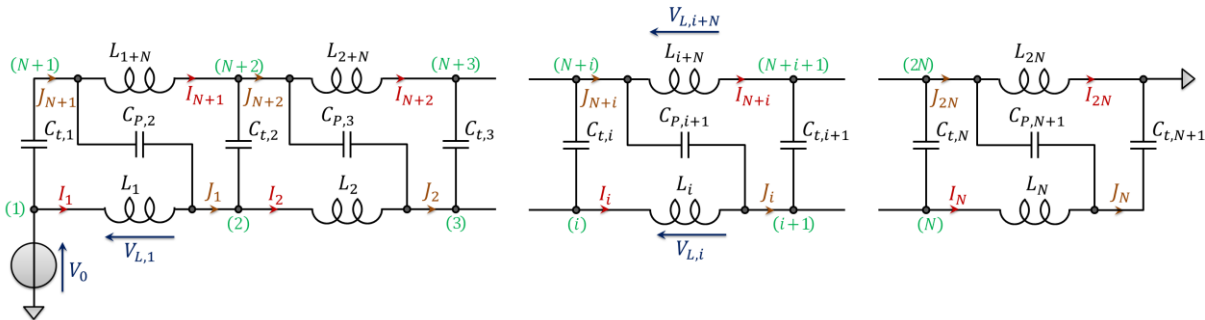 V_{L,i+N}
L_{1+N} L_{2+N} L_{i+N} L_{2N}
(N+1) (N+2) (N+3) (N+i) (N+i+1) (2N)
J_{N+1} I_{N+1} J_{N+2} I_{N+2} J_{N+i} I_{N+i} J_{2N} I_{2N}
C_{t,1} C_{P,2} C_{t,2} C_{P,3} C_{t,3} C_{t,i} C_{P,i+1} C_{t,i+1} C_{t,N} C_{P,N+1} C_{t,N+1}
I_1 L_1 J_1 I_2 L_2 J_2 I_i L_i J_i I_N L_N J_N
(1) (2) (3) (i) (i+1) (N)
V_{L,1} V_{L,i}
V_0